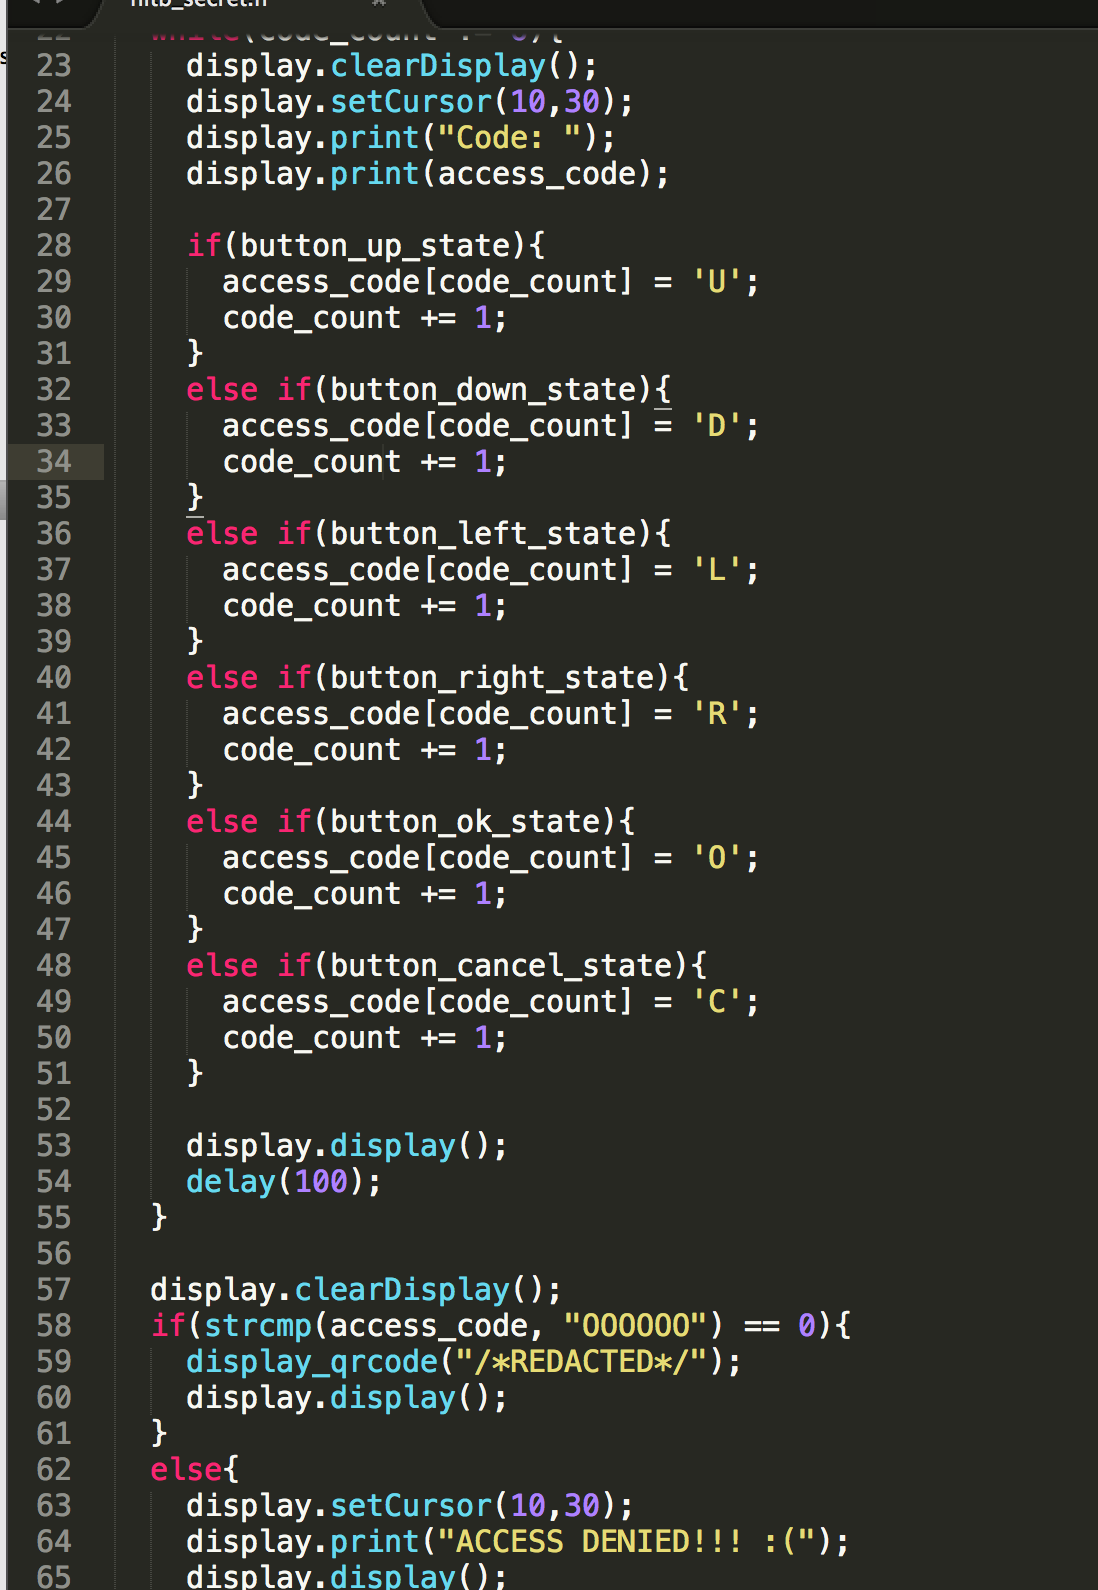 hitb_secret.h
22 while(code_count != 6){
23 display.clearDisplay();
24 display.setCursor(10,30);
25 display.print("Code: ");
26 display.print(access_code);
27
28 if(button_up_state){
29 access_code[code_count] = 'U';
30 code_count += 1;
31 }
32 else if(button_down_state){
33 access_code[code_count] = 'D';
34 code_count += 1;
35 }
36 else if(button_left_state){
37 access_code[code_count] = 'L';
38 code_count += 1;
39 }
40 else if(button_right_state){
41 access_code[code_count] = 'R';
42 code_count += 1;
43 }
44 else if(button_ok_state){
45 access_code[code_count] = 'O';
46 code_count += 1;
47 }
48 else if(button_cancel_state){
49 access_code[code_count] = 'C';
50 code_count += 1;
51 }
52
53 display.display();
54 delay(100);
55 }
56
57 display.clearDisplay();
58 if(strcmp(access_code, "OOOOOO") == 0){
59 display_qrcode("/*REDACTED*/");
60 display.display();
61 }
62 else{
63 display.setCursor(10,30);
64 display.print("ACCESS DENIED!!! :(");
65 display.display();